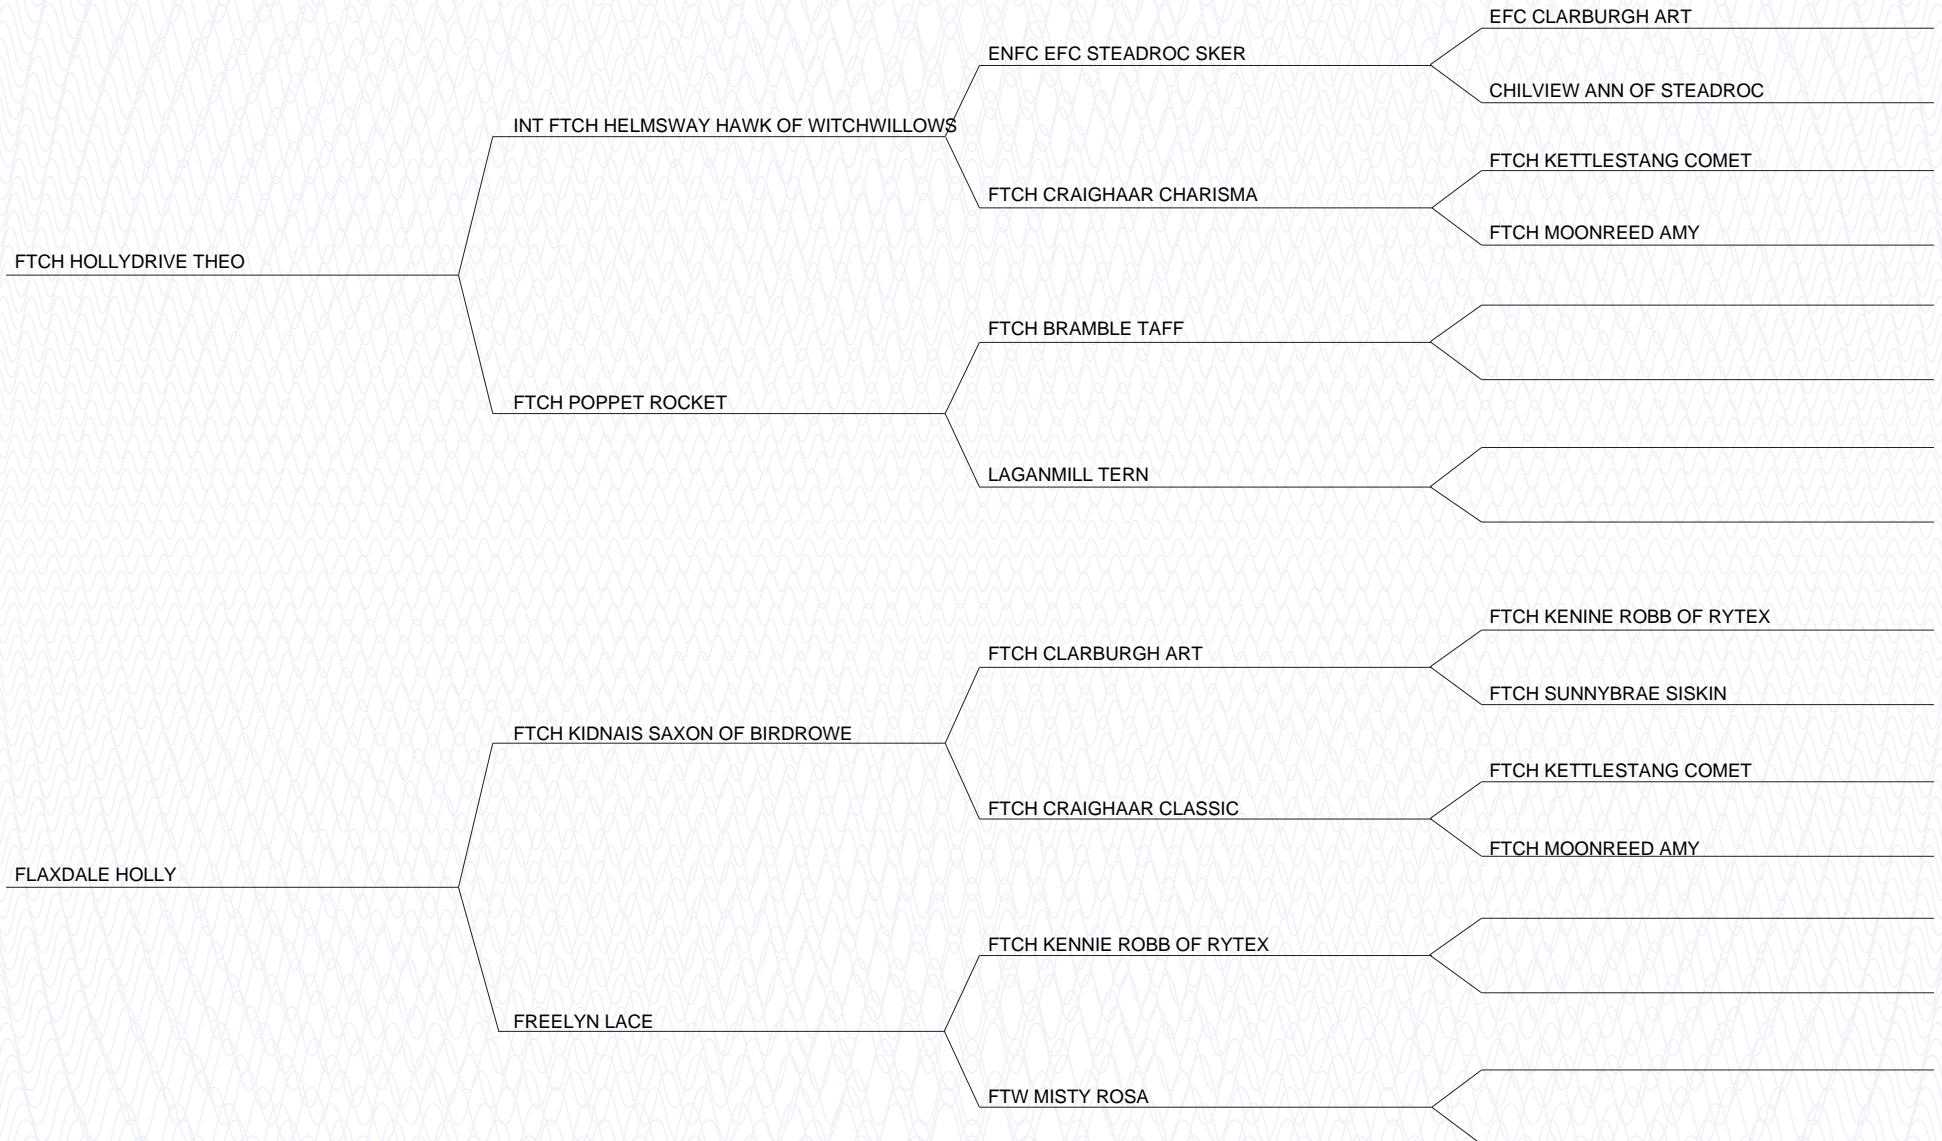 EFC CLARBURGH ART
ENFC EFC STEADROC SKER
CHILVIEW ANN OF STEADROC
INT FTCH HELMSWAY HAWK OF WITCHWILLOWS
FTCH KETTLESTANG COMET
FTCH CRAIGHAAR CHARISMA
FTCH MOONREED AMY
FTCH HOLLYDRIVE THEO
FTCH BRAMBLE TAFF
FTCH POPPET ROCKET
LAGANMILL TERN
FTCH KENINE ROBB OF RYTEX
FTCH CLARBURGH ART
FTCH SUNNYBRAE SISKIN
FTCH KIDNAIS SAXON OF BIRDROWE
FTCH KETTLESTANG COMET
FTCH CRAIGHAAR CLASSIC
FTCH MOONREED AMY
FLAXDALE HOLLY
FTCH KENNIE ROBB OF RYTEX
FREELYN LACE
FTW MISTY ROSA